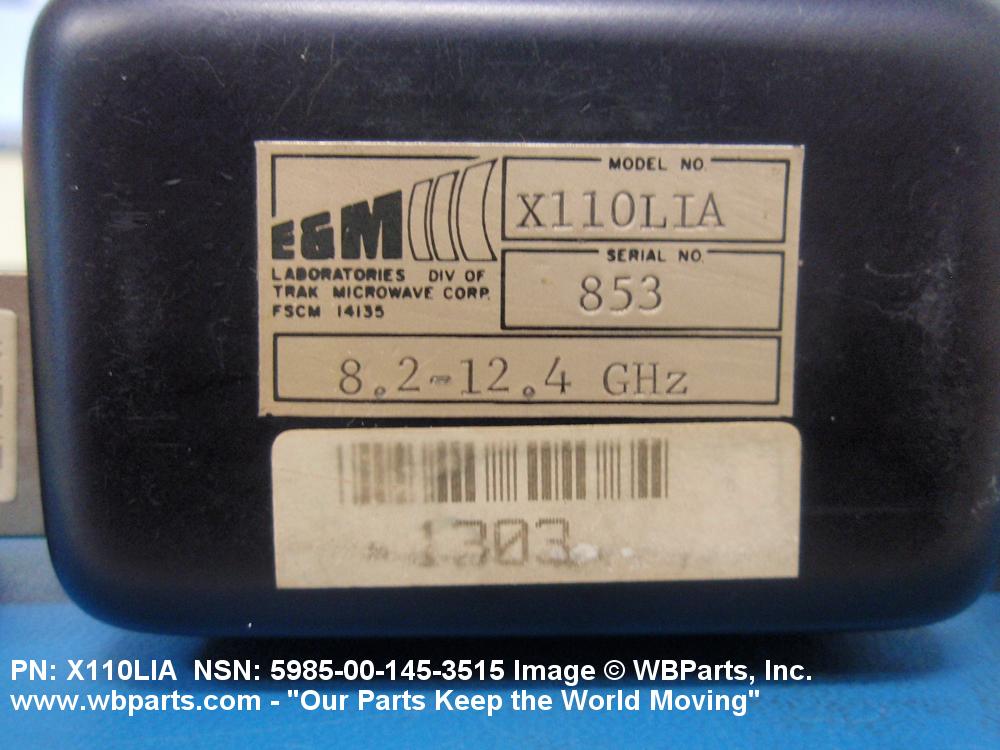 E&M
LABORATORIES DIV OF
TRAK MICROWAVE CORP.
FSCM 14135
MODEL NO.
X110LIA
SERIAL NO.
853
8.2-12.4 GHz
1303
PN: X110LIA NSN: 5985-00-145-3515 Image © WBParts, Inc.
www.wbparts.com - "Our Parts Keep the World Moving"